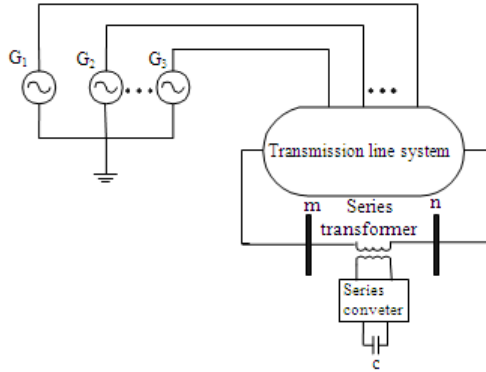 G1
G2
G3
Transmission line system
m
n
Series
transformer
Series
conveter
c